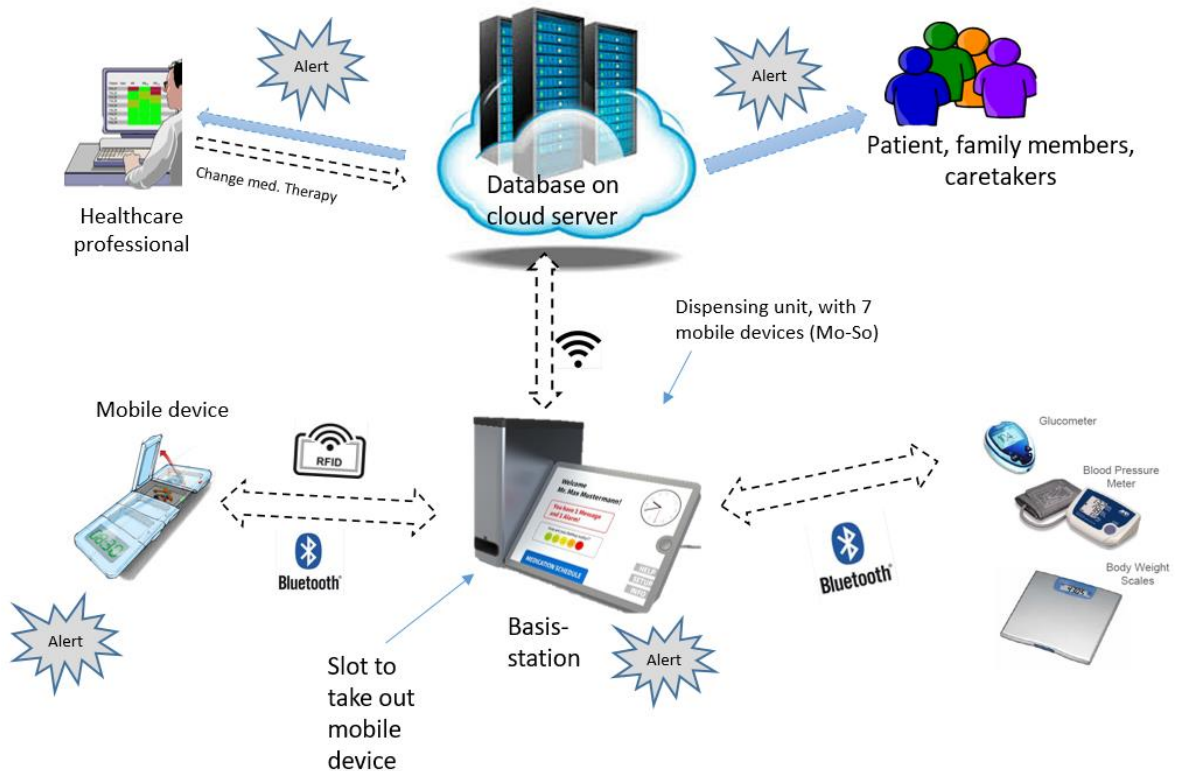 Alert
Alert
Change med. Therapy
Healthcare
professional
Database on
cloud server
Patient, family members,
caretakers
Dispensing unit, with 7
mobile devices (Mo-So)
Mobile device
RFID
Bluetooth
Welcome
Mr. Max Mustermann!
You have 1 Message
and 1 Alarm!
MEDICATION SCHEDULE
HELP
SETUP
INFO
Bluetooth
Glucometer
Blood Pressure
Meter
Body Weight
Scales
Alert
Basis-
station
Alert
Slot to
take out
mobile
device